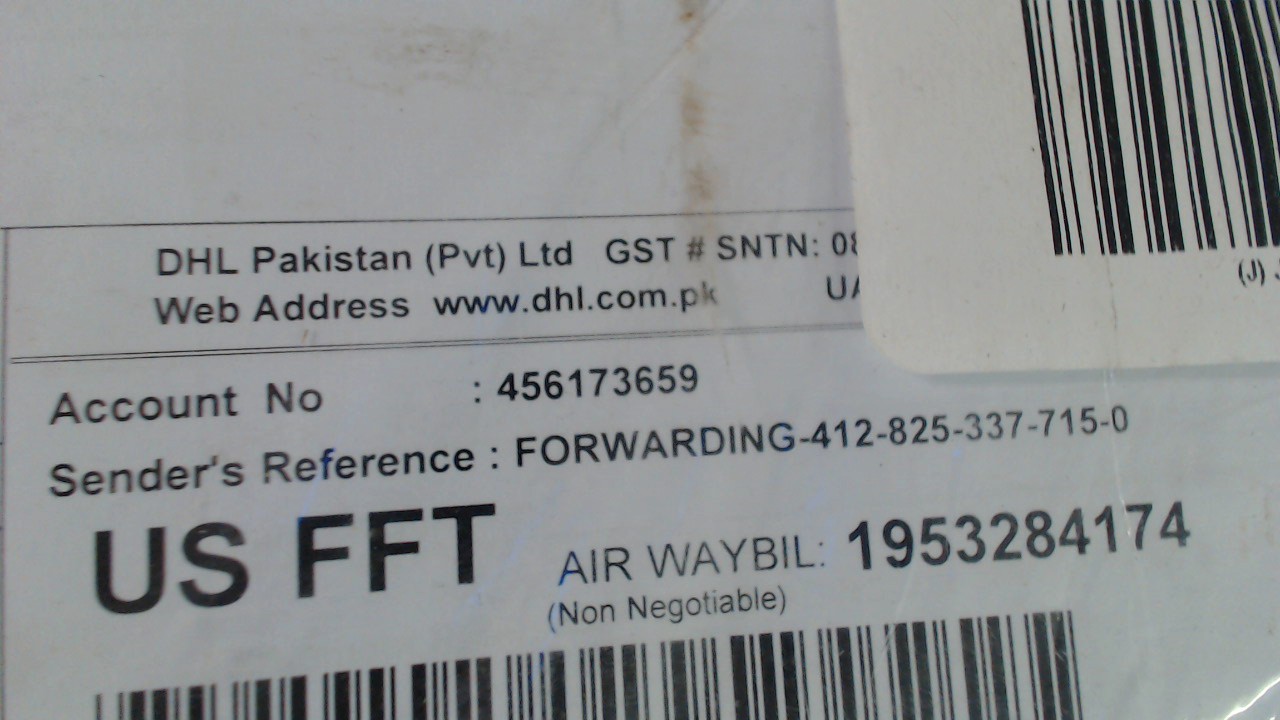 DHL Pakistan (Pvt) Ltd GST # SNTN:
Web Address www.dhl.com.pk
Account No : 456173659
Sender's Reference : FORWARDING-412-825-337-715-0
US FFT AIR WAYBIL: 1953284174
(Non Negotiable)
(J)